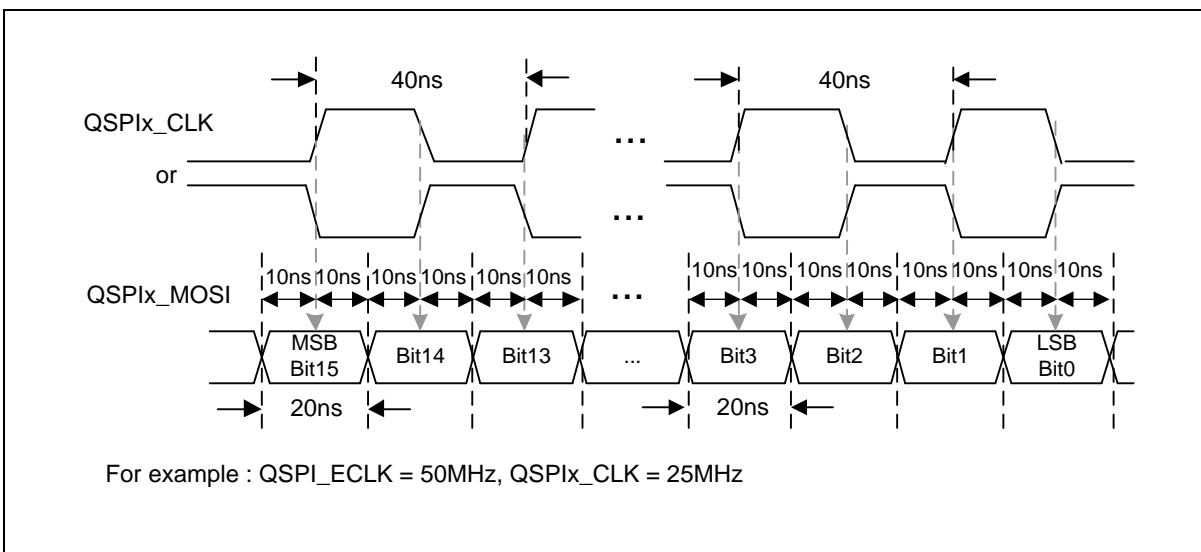 40ns 40ns
QSPIx_CLK
...
or
...
10ns 10ns 10ns 10ns 10ns 10ns 10ns 10ns 10ns 10ns 10ns 10ns 10ns 10ns
QSPIx_MOSI
...
MSB Bit15 Bit14 Bit13 ... Bit3 Bit2 Bit1 LSB Bit0
20ns 20ns
For example : QSPI_ECLK = 50MHz, QSPIx_CLK = 25MHz